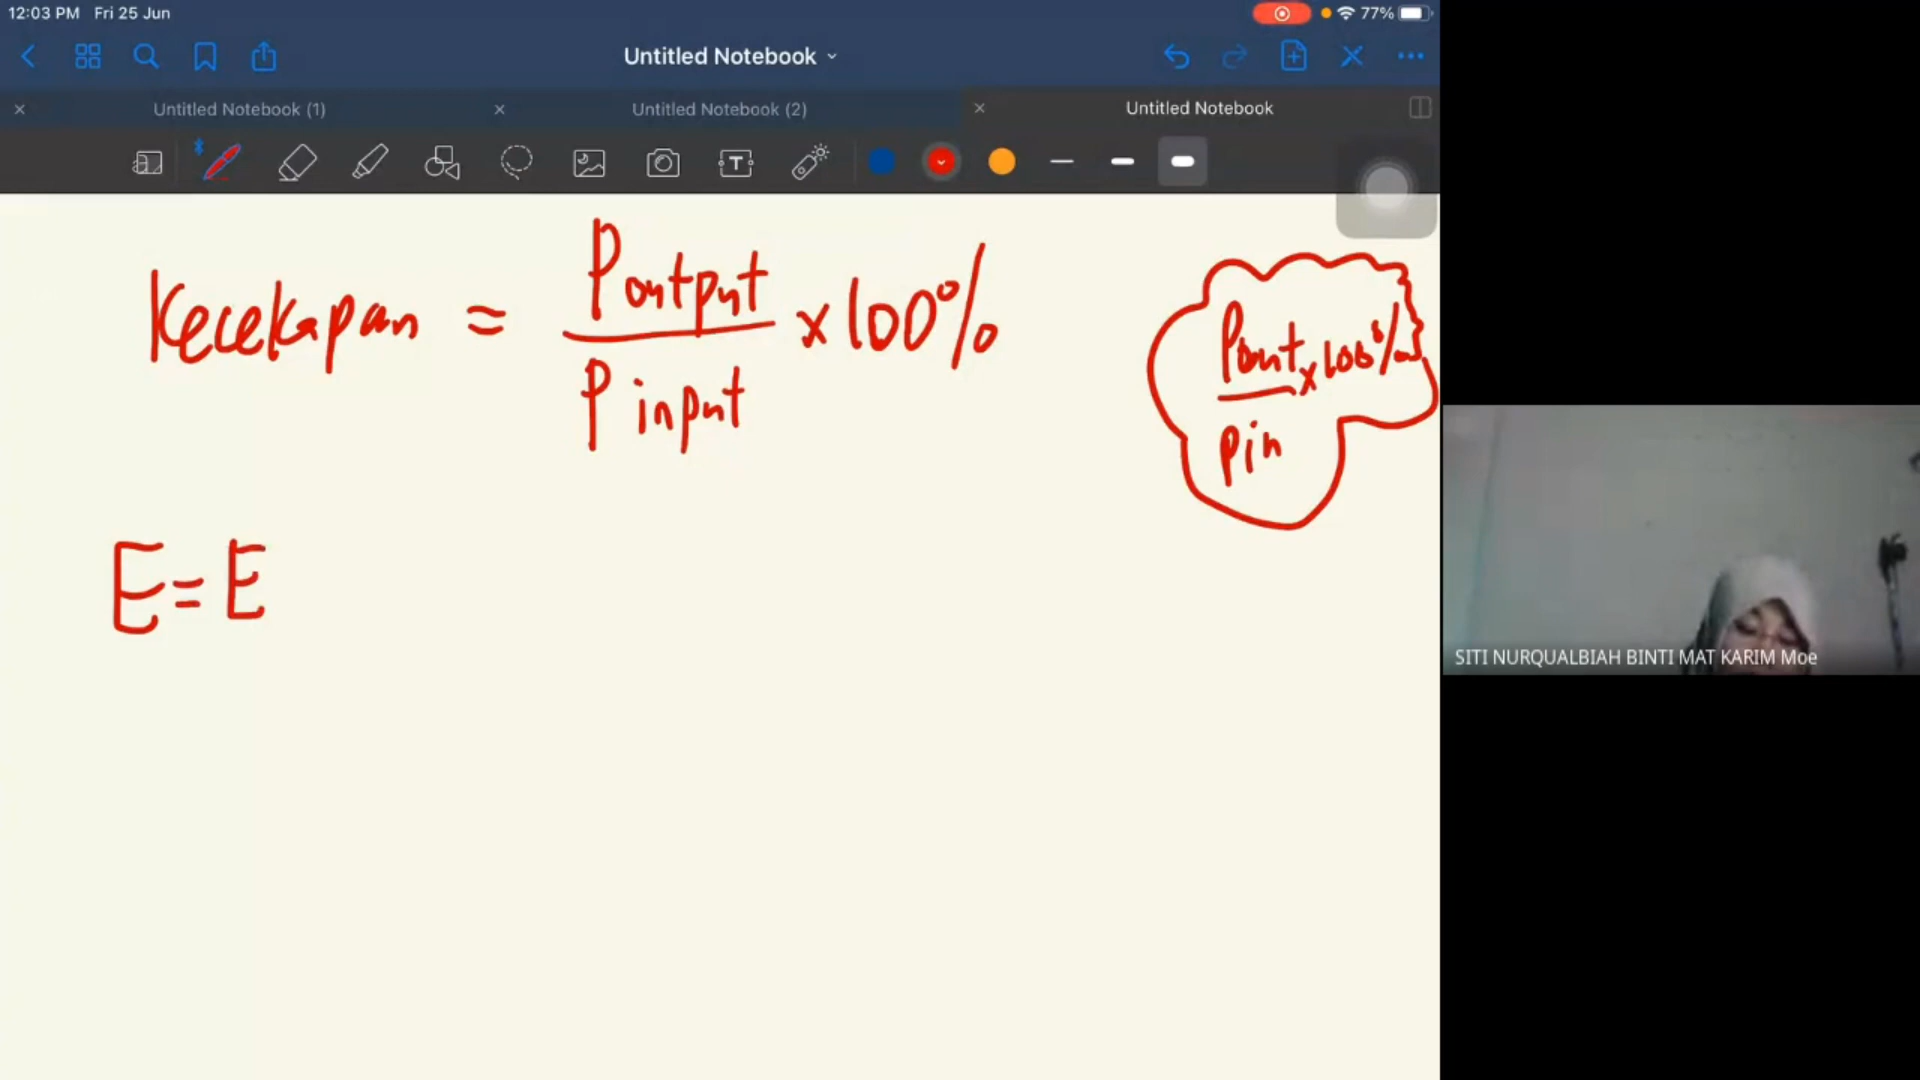 12:03 PM Fri 25 Jun
77%
Untitled Notebook
Untitled Notebook (1)
Untitled Notebook (2)
Untitled Notebook
T
Kecekapan = Poutput / P input x 100%
Pout / pin x 100%
E = E
SITI NURQUALBIAH BINTI MAT KARIM Moe